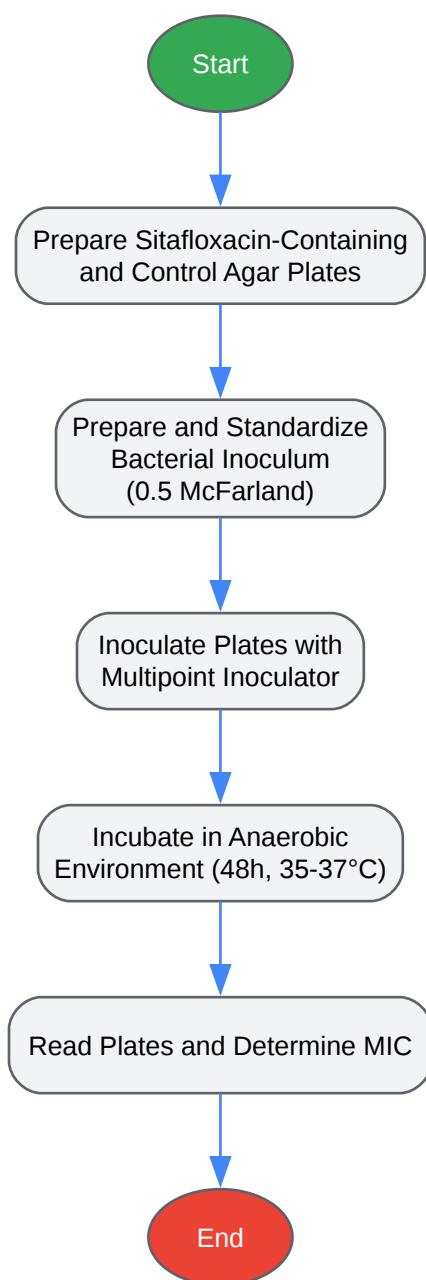 Start
Prepare Sitafloxacin-Containing
and Control Agar Plates
Prepare and Standardize
Bacterial Inoculum
(0.5 McFarland)
Inoculate Plates with
Multipoint Inoculator
Incubate in Anaerobic
Environment (48h, 35-37°C)
Read Plates and Determine MIC
End